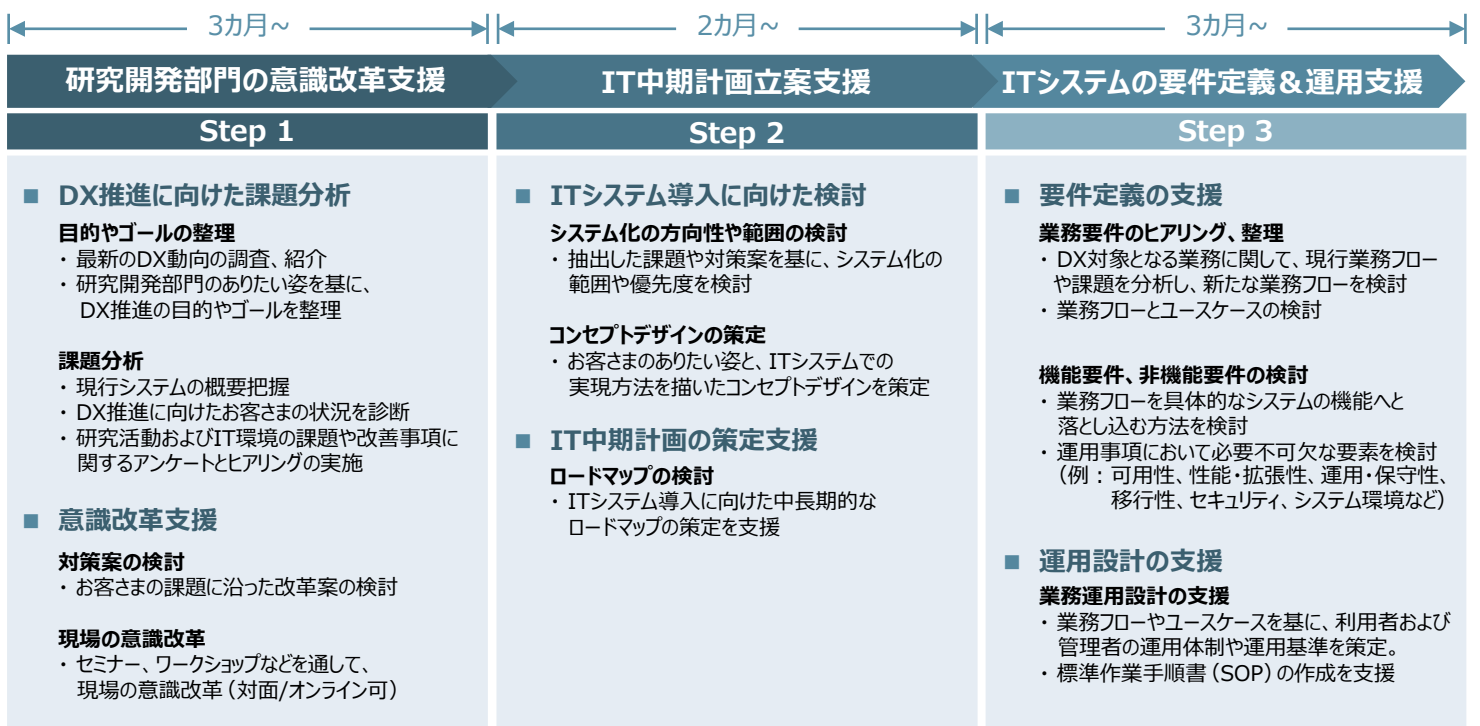 3カ月~
2カ月~
3カ月~
研究開発部門の意識改革支援
IT中期計画立案支援
ITシステムの要件定義&運用支援
Step 1
Step 2
Step 3
■ DX推進に向けた課題分析
目的やゴールの整理
・最新のDX動向の調査、紹介
・研究開発部門のありたい姿を基に、
DX推進の目的やゴールを整理
課題分析
・現行システムの概要把握
・DX推進に向けたお客さまの状況を診断
・研究活動およびIT環境の課題や改善事項に
関するアンケートとヒアリングの実施
■ 意識改革支援
対策案の検討
・お客さまの課題に沿った改革案の検討
現場の意識改革
・セミナー、ワークショップなどを通して、
現場の意識改革(対面/オンライン可)
■ ITシステム導入に向けた検討
システム化の方向性や範囲の検討
・抽出した課題や対策案を基に、システム化の
範囲や優先度を検討
コンセプトデザインの策定
・お客さまのありたい姿と、ITシステムでの
実現方法を描いたコンセプトデザインを策定
■ IT中期計画の策定支援
ロードマップの検討
・ITシステム導入に向けた中長期的な
ロードマップの策定を支援
■ 要件定義の支援
業務要件のヒアリング、整理
・DX対象となる業務に関して、現行業務フロー
や課題を分析し、新たな業務フローを検討
・業務フローとユースケースの検討
機能要件、非機能要件の検討
・業務フローを具体的なシステムの機能へと
落とし込む方法を検討
・運用事項において必要不可欠な要素を検討
(例:可用性、性能・拡張性、運用・保守性、
移行性、セキュリティ、システム環境など)
■ 運用設計の支援
業務運用設計の支援
・業務フローやユースケースを基に、利用者および
管理者の運用体制や運用基準を策定。
・標準作業手順書(SOP)の作成を支援